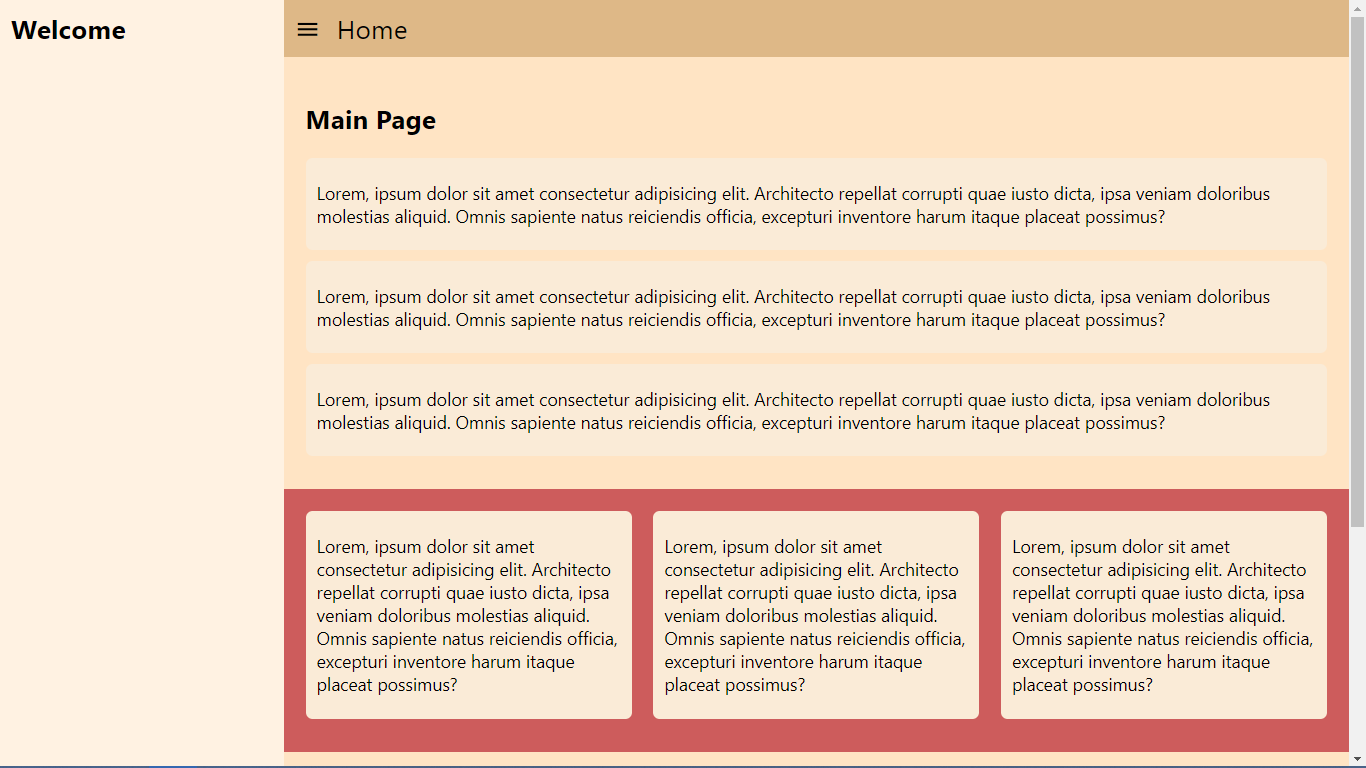 Welcome
Home
Main Page
Lorem, ipsum dolor sit amet consectetur adipisicing elit. Architecto repellat corrupti quae iusto dicta, ipsa veniam doloribus
molestias aliquid. Omnis sapiente natus reiciendis officia, excepturi inventore harum itaque placeat possimus?
Lorem, ipsum dolor sit amet consectetur adipisicing elit. Architecto repellat corrupti quae iusto dicta, ipsa veniam doloribus
molestias aliquid. Omnis sapiente natus reiciendis officia, excepturi inventore harum itaque placeat possimus?
Lorem, ipsum dolor sit amet consectetur adipisicing elit. Architecto repellat corrupti quae iusto dicta, ipsa veniam doloribus
molestias aliquid. Omnis sapiente natus reiciendis officia, excepturi inventore harum itaque placeat possimus?
Lorem, ipsum dolor sit amet
consectetur adipisicing elit. Architecto
repellat corrupti quae iusto dicta, ipsa
veniam doloribus molestias aliquid.
Omnis sapiente natus reiciendis officia,
excepturi inventore harum itaque
placeat possimus?
Lorem, ipsum dolor sit amet
consectetur adipisicing elit. Architecto
repellat corrupti quae iusto dicta, ipsa
veniam doloribus molestias aliquid.
Omnis sapiente natus reiciendis officia,
excepturi inventore harum itaque
placeat possimus?
Lorem, ipsum dolor sit amet
consectetur adipisicing elit. Architecto
repellat corrupti quae iusto dicta, ipsa
veniam doloribus molestias aliquid.
Omnis sapiente natus reiciendis officia,
excepturi inventore harum itaque
placeat possimus?